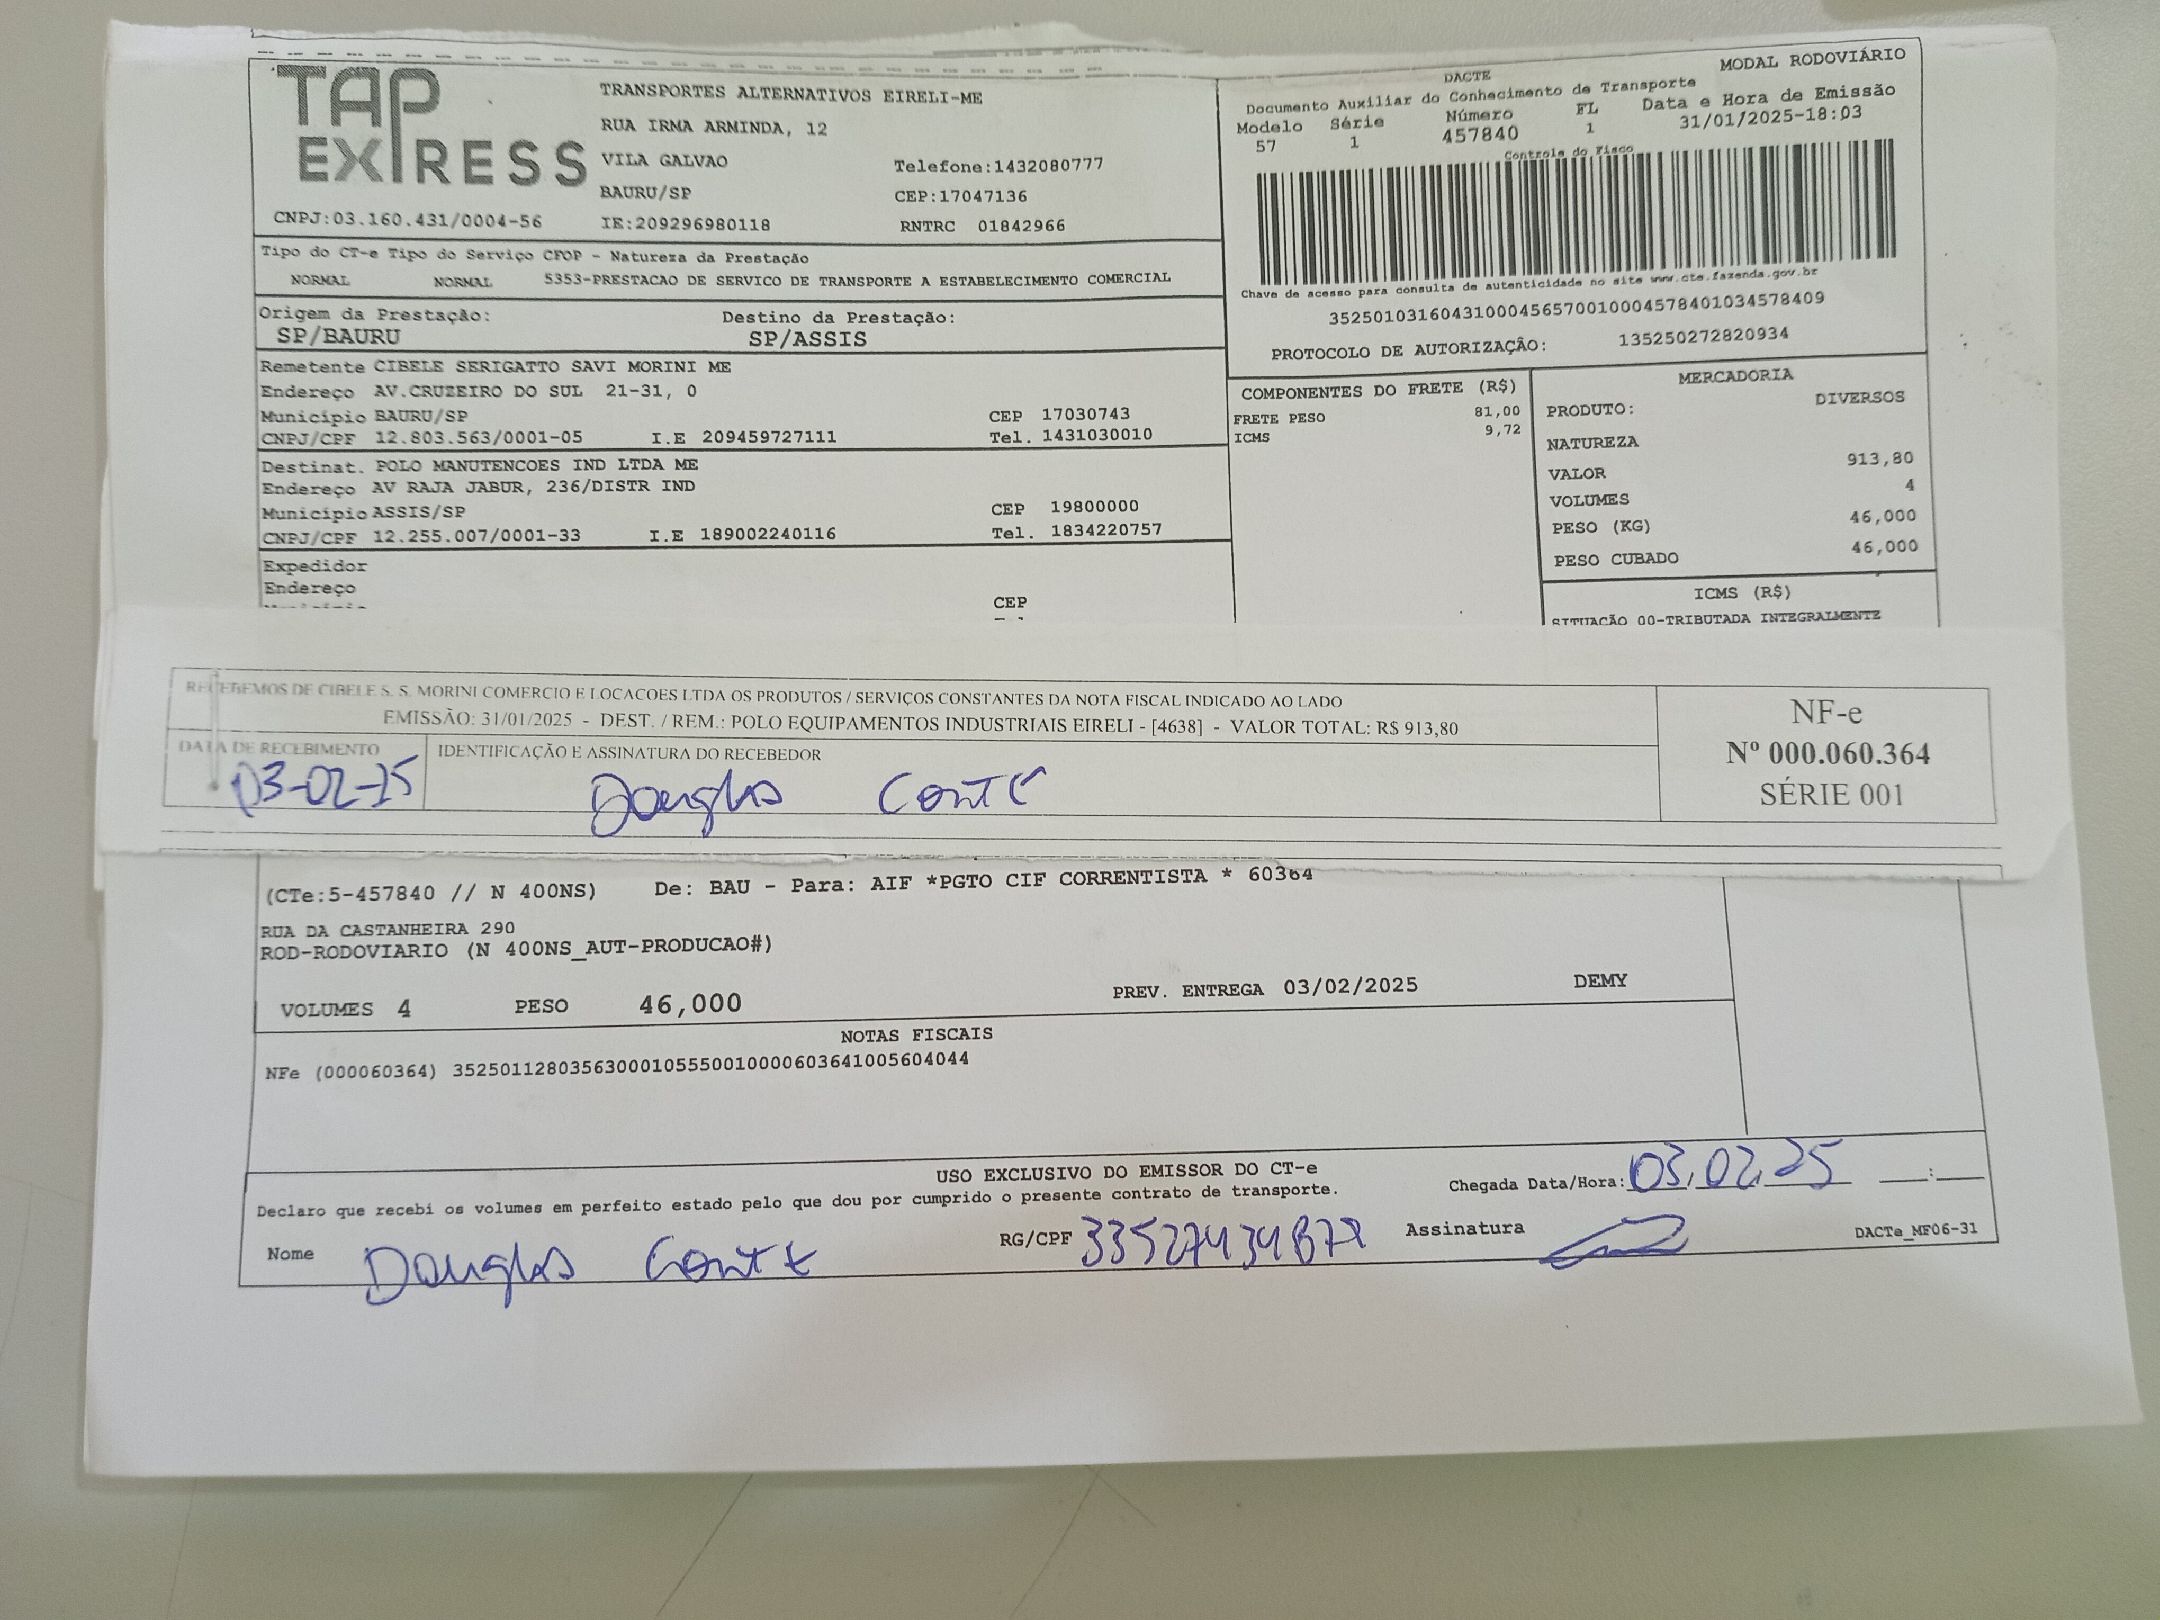 TAP EXPRESS
TRANSPORTES ALTERNATIVOS EIRELI-ME
RUA IRMA ARMINDA, 12
VILA GALVAO Telefone:1432080777
BAURU/SP CEP:17047136
CNPJ:03.160.431/0004-56 IE:209296980118 RNTRC 01842966
MODAL RODOVIÁRIO
DACTE
Documento Auxiliar do Conhecimento de Transporte
Modelo Série Número FL Data e Hora de Emissão
57 1 457840 1 31/01/2025-18:03
Controle do Fisco
Chave de acesso para consulta de autenticidade no site www.cte.fazenda.gov.br
35250103160431000456570010004578401034578409
PROTOCOLO DE AUTORIZAÇÃO: 135250272820934
Tipo do CT-e Tipo do Serviço CFOP - Natureza da Prestação
NORMAL NORMAL 5353-PRESTACAO DE SERVICO DE TRANSPORTE A ESTABELECIMENTO COMERCIAL
Origem da Prestação: Destino da Prestação:
SP/BAURU SP/ASSIS
Remetente CIBELE SERIGATTO SAVI MORINI ME
Endereço AV.CRUZEIRO DO SUL 21-31, 0
Município BAURU/SP CEP 17030743
CNPJ/CPF 12.803.563/0001-05 I.E 209459727111 Tel. 1431030010
Destinat. POLO MANUTENCOES IND LTDA ME
Endereço AV RAJA JABUR, 236/DISTR IND
Município ASSIS/SP CEP 19800000
CNPJ/CPF 12.255.007/0001-33 I.E 189002240116 Tel. 1834220757
Expedidor
Endereço
CEP
COMPONENTES DO FRETE (R$)
FRETE PESO 81,00
ICMS 9,72
MERCADORIA
PRODUTO: DIVERSOS
NATUREZA
VALOR 913,80
VOLUMES 4
PESO (KG) 46,000
PESO CUBADO 46,000
ICMS (R$)
SITUAÇÃO 00-TRIBUTADA INTEGRALMENTE
RECEBEMOS DE CIBELE S. S. MORINI COMERCIO E LOCACOES LTDA OS PRODUTOS / SERVIÇOS CONSTANTES DA NOTA FISCAL INDICADO AO LADO
EMISSÃO: 31/01/2025 - DEST. / REM.: POLO EQUIPAMENTOS INDUSTRIAIS EIRELI - [4638] - VALOR TOTAL: R$ 913,80
DATA DE RECEBIMENTO IDENTIFICAÇÃO E ASSINATURA DO RECEBEDOR
03-02-25 Douglas Conte
NF-e
Nº 000.060.364
SÉRIE 001
(CTe:5-457840 // N 400NS) De: BAU - Para: AIF *PGTO CIF CORRENTISTA * 60364
RUA DA CASTANHEIRA 290
ROD-RODOVIARIO (N 400NS_AUT-PRODUCAO#)
VOLUMES 4 PESO 46,000 PREV. ENTREGA 03/02/2025 DEMY
NOTAS FISCAIS
NFe (000060364) 35250112803563000105550010000603641005604044
USO EXCLUSIVO DO EMISSOR DO CT-e
Declaro que recebi os volumes em perfeito estado pelo que dou por cumprido o presente contrato de transporte. Chegada Data/Hora: 03.02.25 :
Nome Douglas Conte RG/CPF Assinatura DACTe_MF06-31